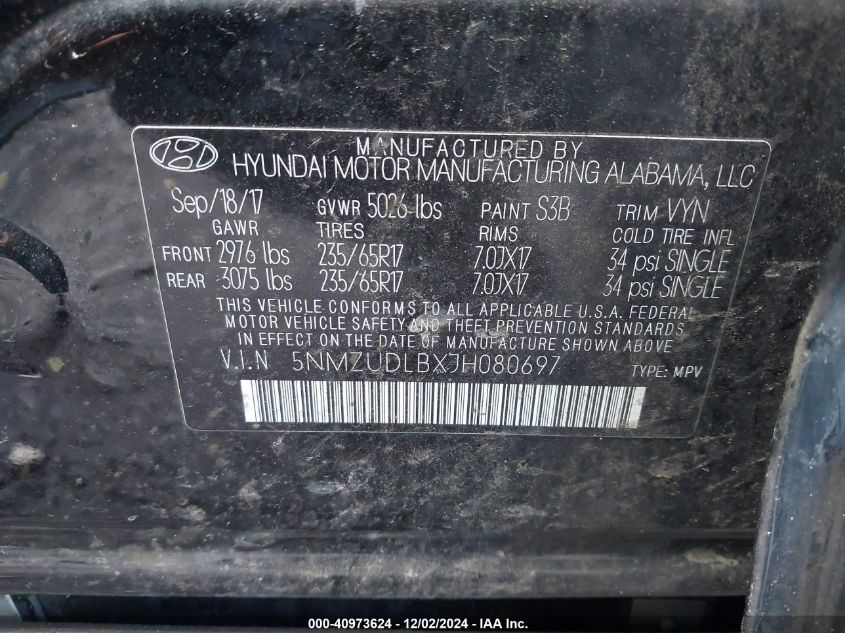 MANUFACTURED BY
HYUNDAI MOTOR MANUFACTURING ALABAMA, LLC
Sep/18/17 GVWR 5026 lbs PAINT S3B TRIM VYN
GAWR TIRES RIMS COLD TIRE INFL
FRONT 2976 lbs 235/65R17 7.0JX17 34 psi SINGLE
REAR 3075 lbs 235/65R17 7.0JX17 34 psi SINGLE
THIS VEHICLE CONFORMS TO ALL APPLICABLE U.S.A. FEDERAL
MOTOR VEHICLE SAFETY AND THEFT PREVENTION STANDARDS
IN EFFECT ON THE DATE OF MANUFACTURE SHOWN ABOVE
V.I.N 5NMZUDLBXJH080697 TYPE: MPV
000-40973624 - 12/02/2024 - IAA Inc.